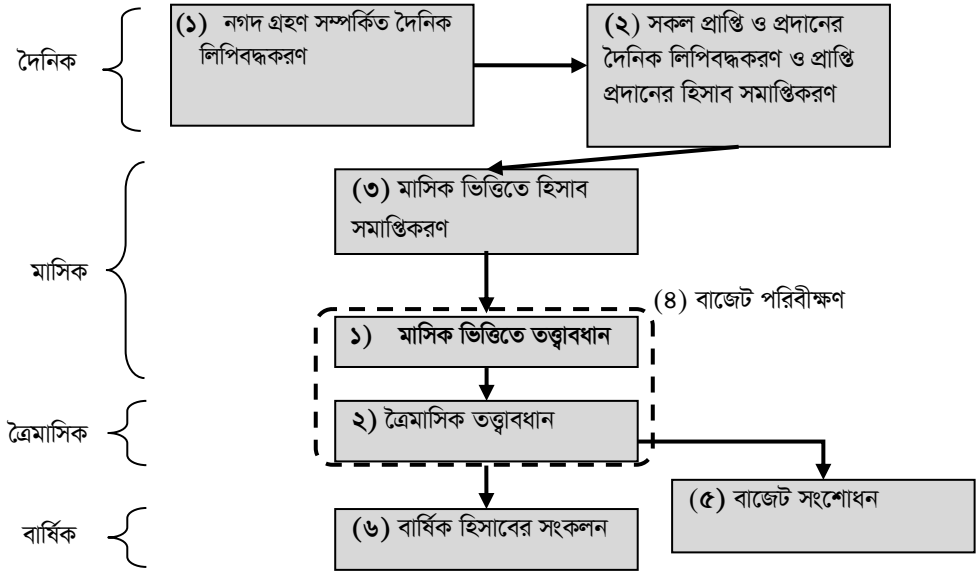 দৈনিক
(১) নগদ গ্রহণ সম্পর্কিত দৈনিক
লিপিবদ্ধকরণ
(২) সকল প্রাপ্তি ও প্রদানের
দৈনিক লিপিবদ্ধকরণ ও প্রাপ্তি
প্রদানের হিসাব সমাপ্তিকরণ
মাসিক
(৩) মাসিক ভিত্তিতে হিসাব
সমাপ্তিকরণ
(৪) বাজেট পরিবীক্ষণ
১) মাসিক ভিত্তিতে তত্ত্বাবধান
ত্রৈমাসিক
২) ত্রৈমাসিক তত্ত্বাবধান
(৫) বাজেট সংশোধন
বার্ষিক
(৬) বার্ষিক হিসাবের সংকলন